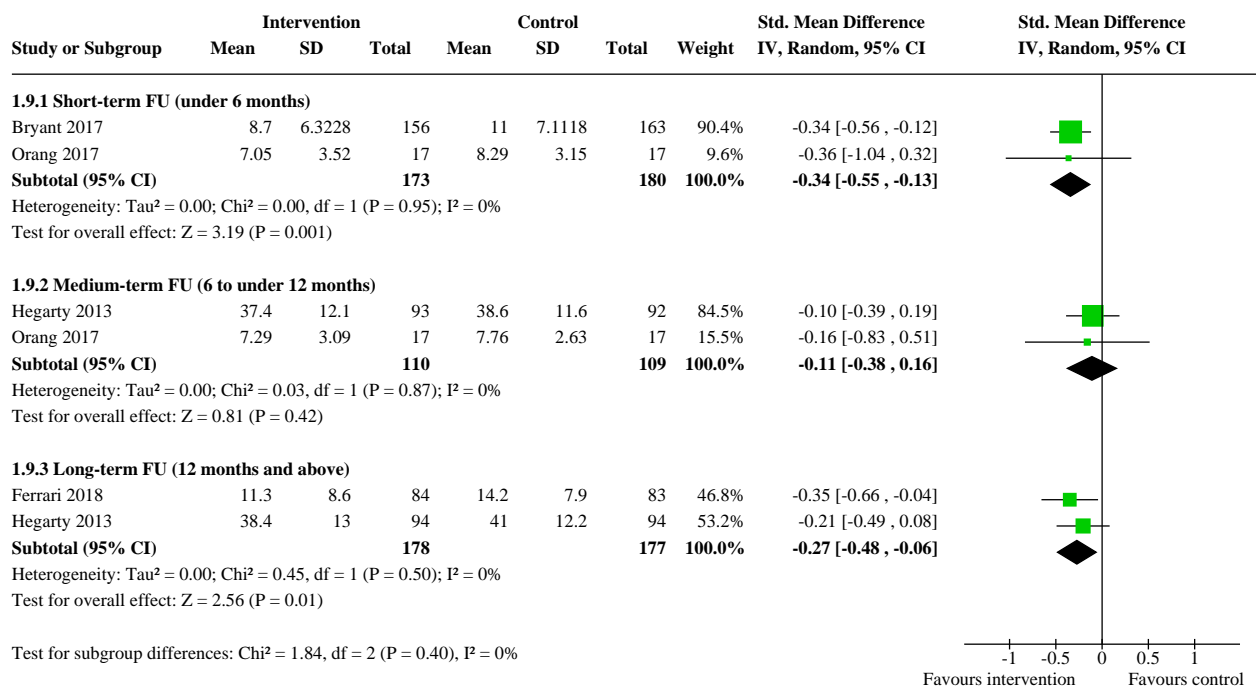 Intervention Control Std. Mean Difference Std. Mean Difference
Study or Subgroup Mean SD Total Mean SD Total Weight IV, Random, 95% CI IV, Random, 95% CI
1.9.1 Short-term FU (under 6 months)
Bryant 2017 8.7 6.3228 156 11 7.1118 163 90.4% -0.34 [-0.56 , -0.12]
Orang 2017 7.05 3.52 17 8.29 3.15 17 9.6% -0.36 [-1.04 , 0.32]
Subtotal (95% CI) 173 180 100.0% -0.34 [-0.55 , -0.13]
Heterogeneity: Tau² = 0.00; Chi² = 0.00, df = 1 (P = 0.95); I² = 0%
Test for overall effect: Z = 3.19 (P = 0.001)
1.9.2 Medium-term FU (6 to under 12 months)
Hegarty 2013 37.4 12.1 93 38.6 11.6 92 84.5% -0.10 [-0.39 , 0.19]
Orang 2017 7.29 3.09 17 7.76 2.63 17 15.5% -0.16 [-0.83 , 0.51]
Subtotal (95% CI) 110 109 100.0% -0.11 [-0.38 , 0.16]
Heterogeneity: Tau² = 0.00; Chi² = 0.03, df = 1 (P = 0.87); I² = 0%
Test for overall effect: Z = 0.81 (P = 0.42)
1.9.3 Long-term FU (12 months and above)
Ferrari 2018 11.3 8.6 84 14.2 7.9 83 46.8% -0.35 [-0.66 , -0.04]
Hegarty 2013 38.4 13 94 41 12.2 94 53.2% -0.21 [-0.49 , 0.08]
Subtotal (95% CI) 178 177 100.0% -0.27 [-0.48 , -0.06]
Heterogeneity: Tau² = 0.00; Chi² = 0.45, df = 1 (P = 0.50); I² = 0%
Test for overall effect: Z = 2.56 (P = 0.01)
Test for subgroup differences: Chi² = 1.84, df = 2 (P = 0.40), I² = 0%
-1 -0.5 0 0.5 1
Favours intervention Favours control